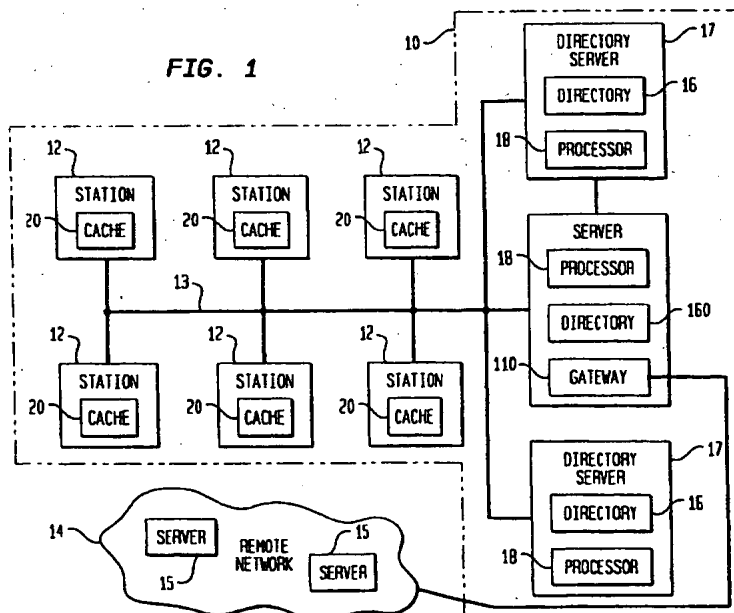 FIG. 1
10
DIRECTORY
SERVER
17
DIRECTORY
16
18
PROCESSOR
12
STATION
20
CACHE
12
STATION
20
CACHE
12
STATION
20
CACHE
SERVER
18
PROCESSOR
13
DIRECTORY
160
12
STATION
20
CACHE
12
STATION
20
CACHE
12
STATION
20
CACHE
110
GATEWAY
DIRECTORY
SERVER
17
DIRECTORY
16
18
PROCESSOR
14
SERVER
15
REMOTE
NETWORK
15
SERVER